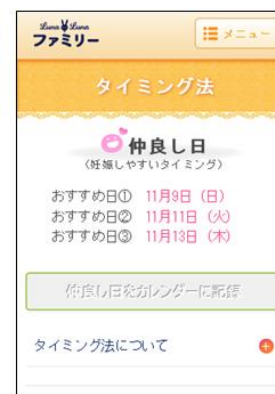 Luna Luna
ファミリー
メニュー
タイミング法
仲良し日
（妊娠しやすいタイミング）
おすすめ日① 11月9日（日）
おすすめ日② 11月11日（火）
おすすめ日③ 11月13日（木）
仲良し日をカレンダーに記録
タイミング法について